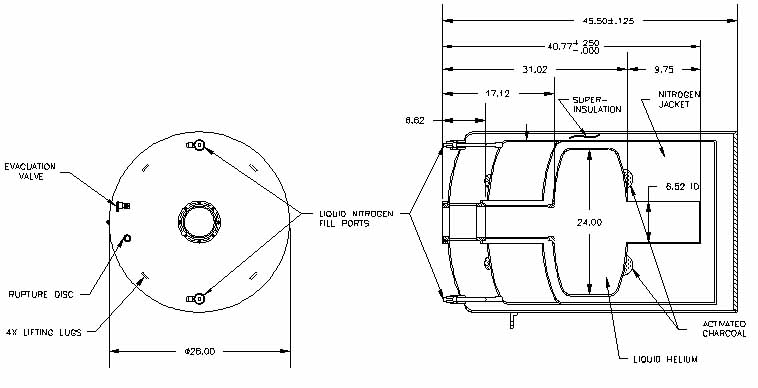 45.50±.125
40.77+.250
-.000
31.02
9.75
17.12
6.62
SUPER-
INSULATION
NITROGEN
JACKET
EVACUATION
VALVE
LIQUID NITROGEN
FILL PORTS
6.52 ID
24.00
RUPTURE DISC
4X LIFTING LUGS
ACTIVATED
CHARCOAL
LIQUID HELIUM
Φ26.00